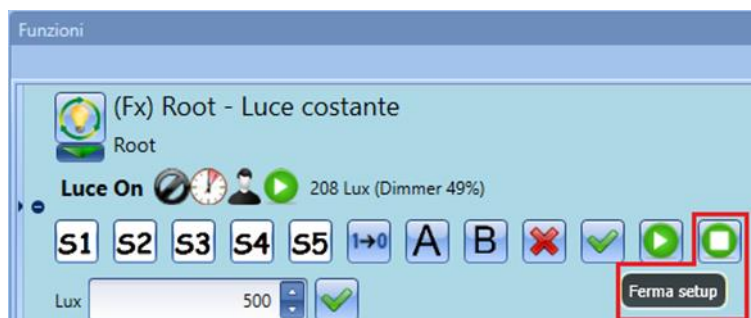 Funzioni
(Fx) Root - Luce costante
Root
Luce On 208 Lux (Dimmer 49%)
S1 S2 S3 S4 S5 1→0 A B
Lux 500
Ferma setup